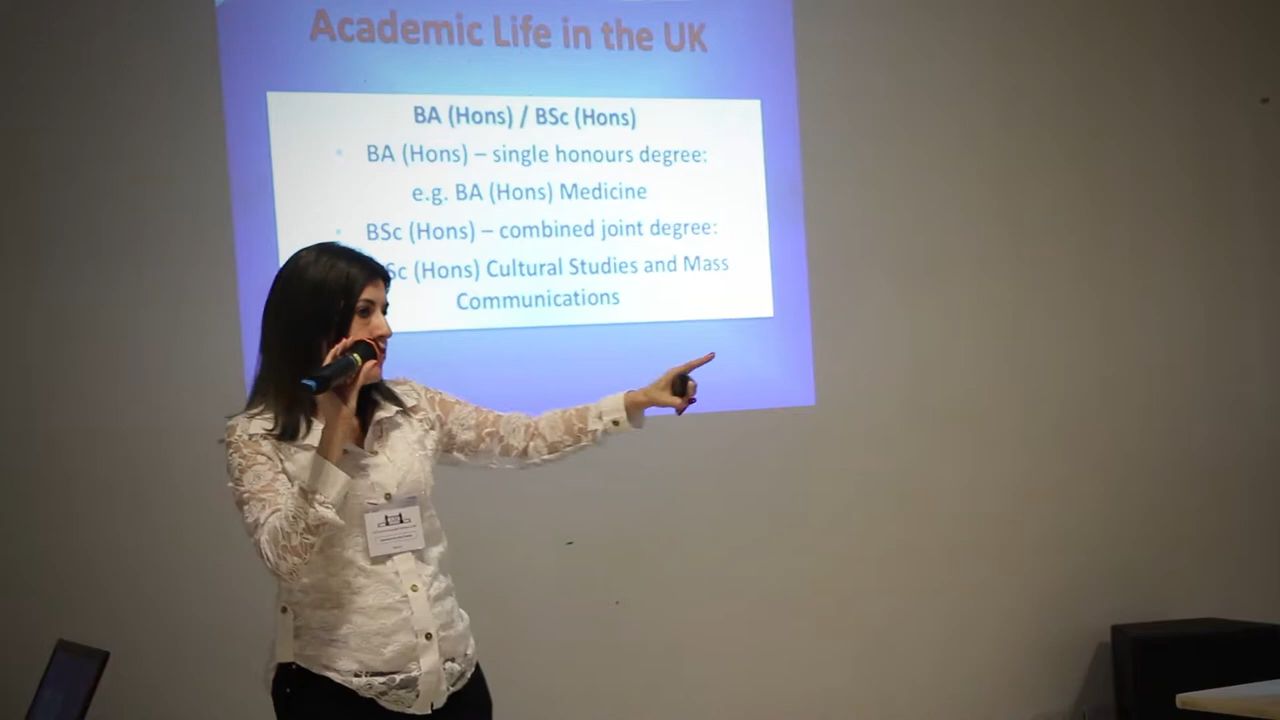 Academic Life in the UK
BA (Hons) / BSc (Hons)
• BA (Hons) – single honours degree:
e.g. BA (Hons) Medicine
• BSc (Hons) – combined joint degree:
Sc (Hons) Cultural Studies and Mass
Communications